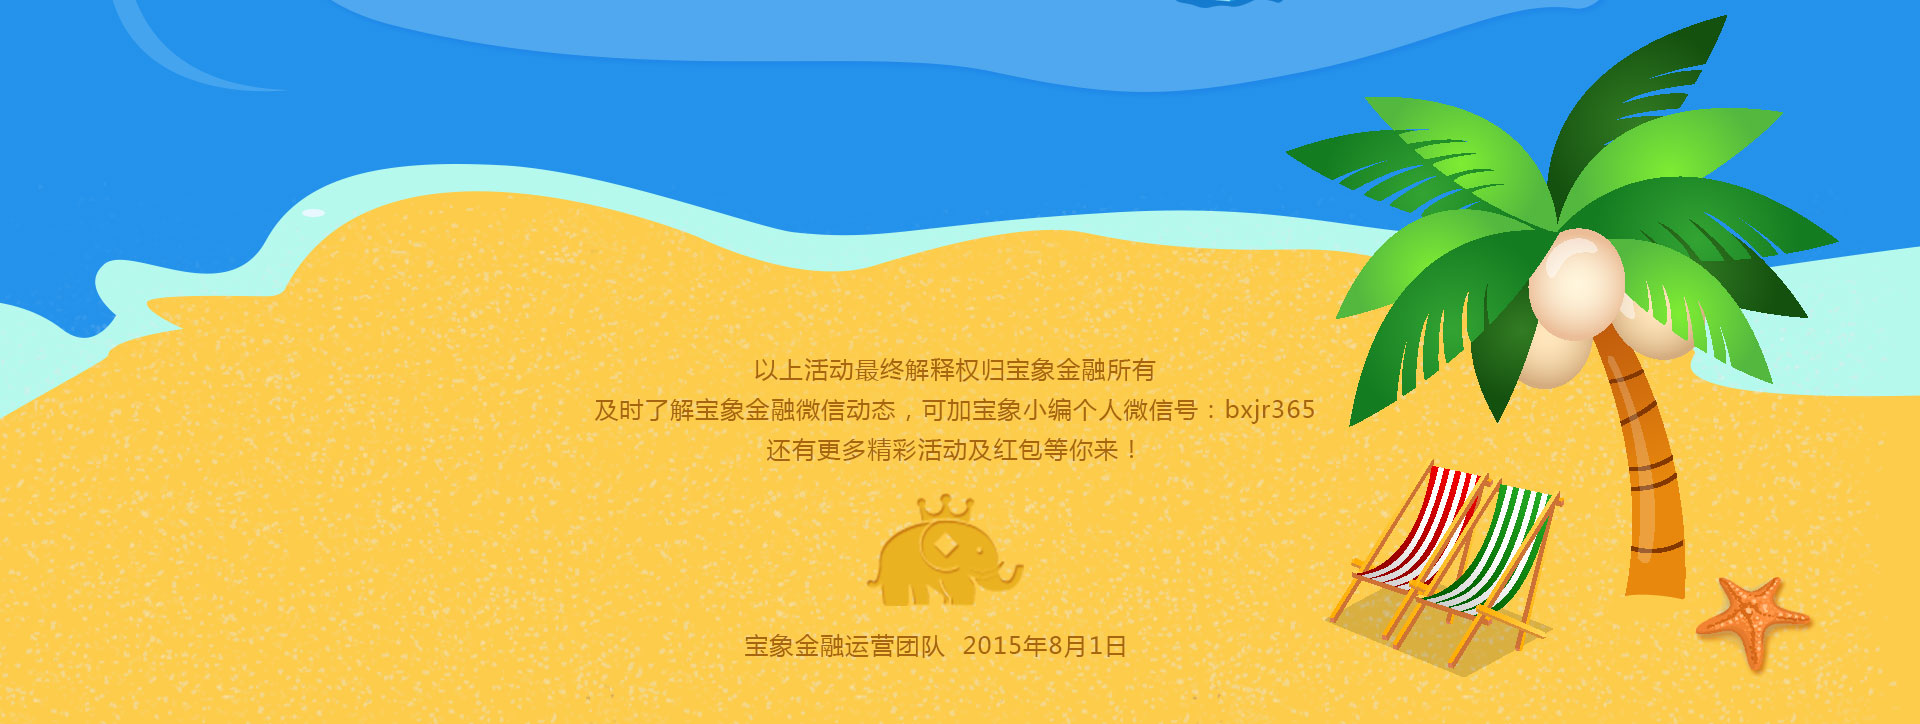 以上活动最终解释权归宝象金融所有
及时了解宝象金融微信动态，可加宝象小编个人微信号：bxjr365
还有更多精彩活动及红包等你来！
宝象金融运营团队 2015年8月1日